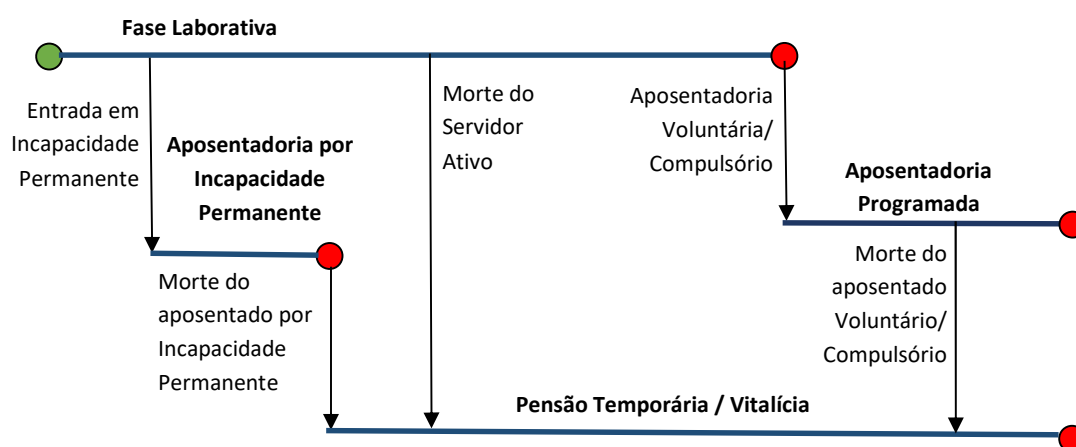 Fase Laborativa
Entrada em
Incapacidade
Permanente
Aposentadoria por
Incapacidade
Permanente
Morte do
Servidor
Ativo
Aposentadoria
Voluntária/
Compulsório
Aposentadoria
Programada
Morte do
aposentado por
Incapacidade
Permanente
Morte do
aposentado
Voluntário/
Compulsório
Pensão Temporária / Vitalícia